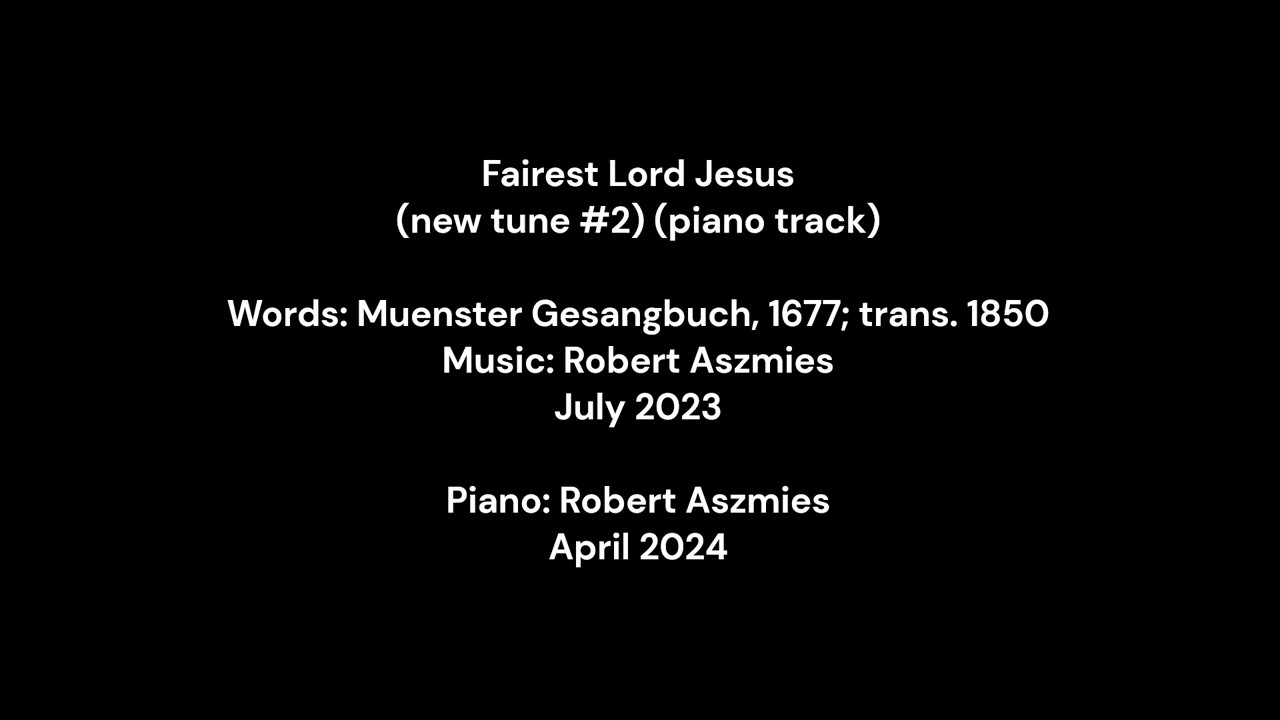 Fairest Lord Jesus
(new tune #2) (piano track)
Words: Muenster Gesangbuch, 1677; trans. 1850
Music: Robert Aszmies
July 2023
Piano: Robert Aszmies
April 2024